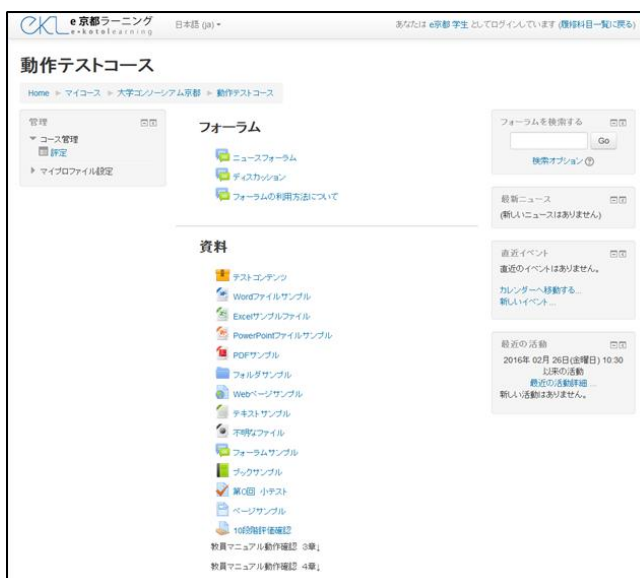 e京都ラーニング
e-kotolearning
日本語 (ja)
あなたは e京都 学生 としてログインしています (履修科目一覧に戻る)
動作テストコース
Home ► マイコース ► 大学コンソーシアム京都 ► 動作テストコース
管理
コース管理
評定
マイプロファイル設定
フォーラム
ニュースフォーラム
ディスカッション
フォーラムの利用方法について
資料
テストコンテンツ
Wordファイルサンプル
Excelサンプルファイル
PowerPointファイルサンプル
PDFサンプル
フォルダサンプル
Webページサンプル
テキストサンプル
不明なファイル
フォーラムサンプル
ブックサンプル
第0回 小テスト
ページサンプル
10段階評価確認
教員マニュアル動作確認 3章↓
教員マニュアル動作確認 4章↓
フォーラムを検索する
Go
検索オプション
最新ニュース
(新しいニュースはありません)
直近イベント
直近のイベントはありません。
カレンダーへ移動する...
新しいイベント...
最近の活動
2016年 02月 26日(金曜日) 10:30
以来の活動
最近の活動詳細 ...
新しい活動はありません。